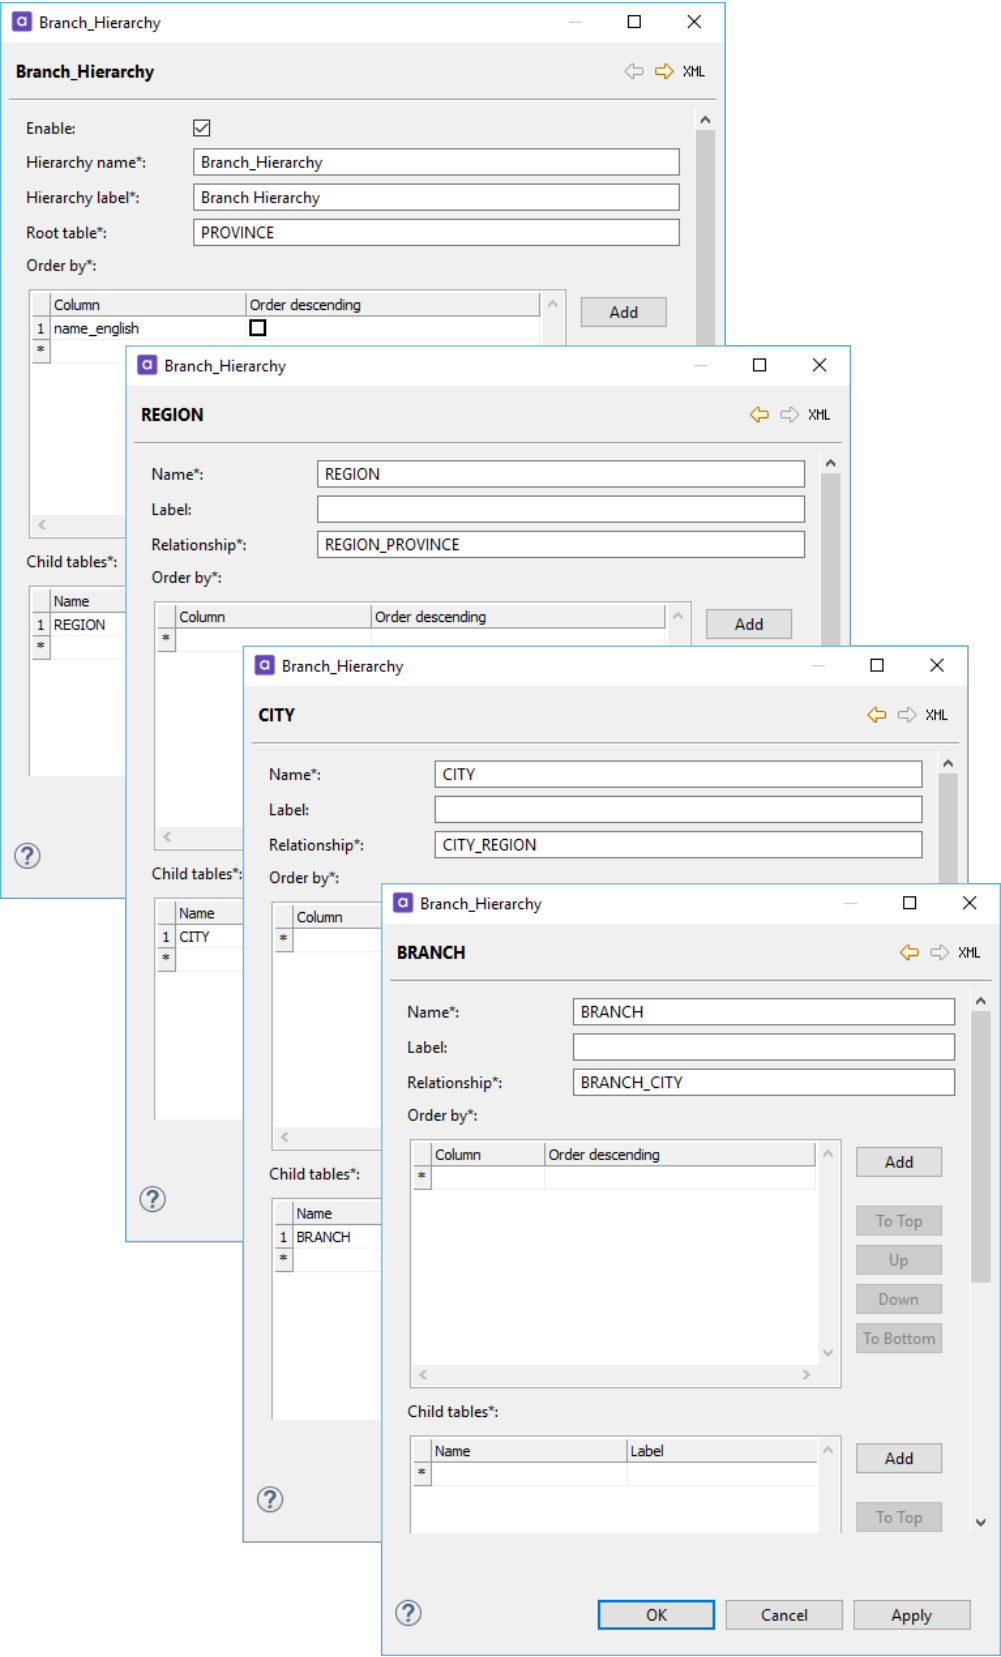 Branch_Hierarchy
Branch_Hierarchy
XML
Enable:
Hierarchy name*: Branch_Hierarchy
Hierarchy label*: Branch Hierarchy
Root table*: PROVINCE
Order by*:
Column Order descending
Add
1 name_english
*
Child tables*:
Name
1 REGION
*
?
Branch_Hierarchy
REGION
XML
Name*: REGION
Label:
Relationship*: REGION_PROVINCE
Order by*:
Column Order descending
Add
*
Child tables*:
Name
1 CITY
*
?
Branch_Hierarchy
CITY
XML
Name*: CITY
Label:
Relationship*: CITY_REGION
Order by*:
Column
*
Child tables*:
Name
1 BRANCH
*
?
Branch_Hierarchy
BRANCH
XML
Name*: BRANCH
Label:
Relationship*: BRANCH_CITY
Order by*:
Column Order descending
Add
*
To Top
Up
Down
To Bottom
Child tables*:
Name Label
Add
*
To Top
?
OK Cancel Apply